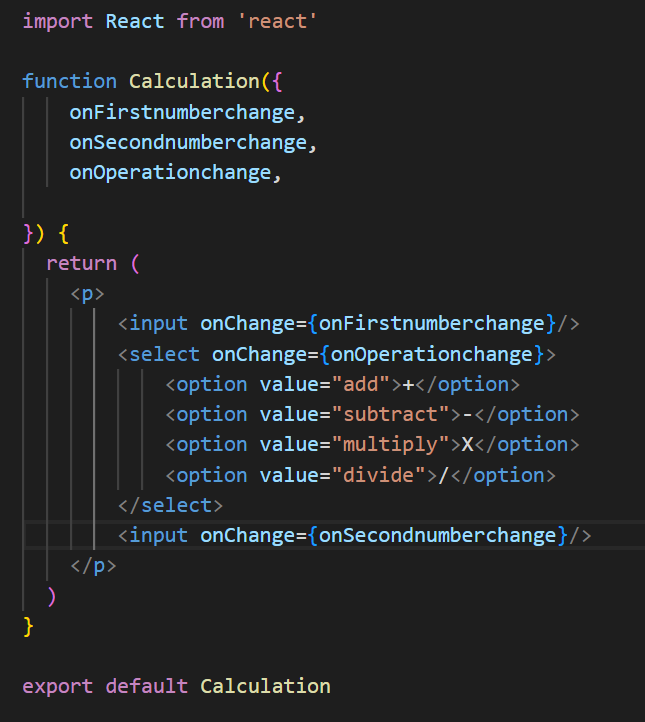 import React from 'react'
function Calculation({
onFirstnumberchange,
onSecondnumberchange,
onOperationchange,
}) {
return (
<p>
<input onChange={onFirstnumberchange}/>
<select onChange={onOperationchange}>
<option value="add">+</option>
<option value="subtract">-</option>
<option value="multiply">X</option>
<option value="divide">/</option>
</select>
<input onChange={onSecondnumberchange}/>
</p>
)
}
export default Calculation